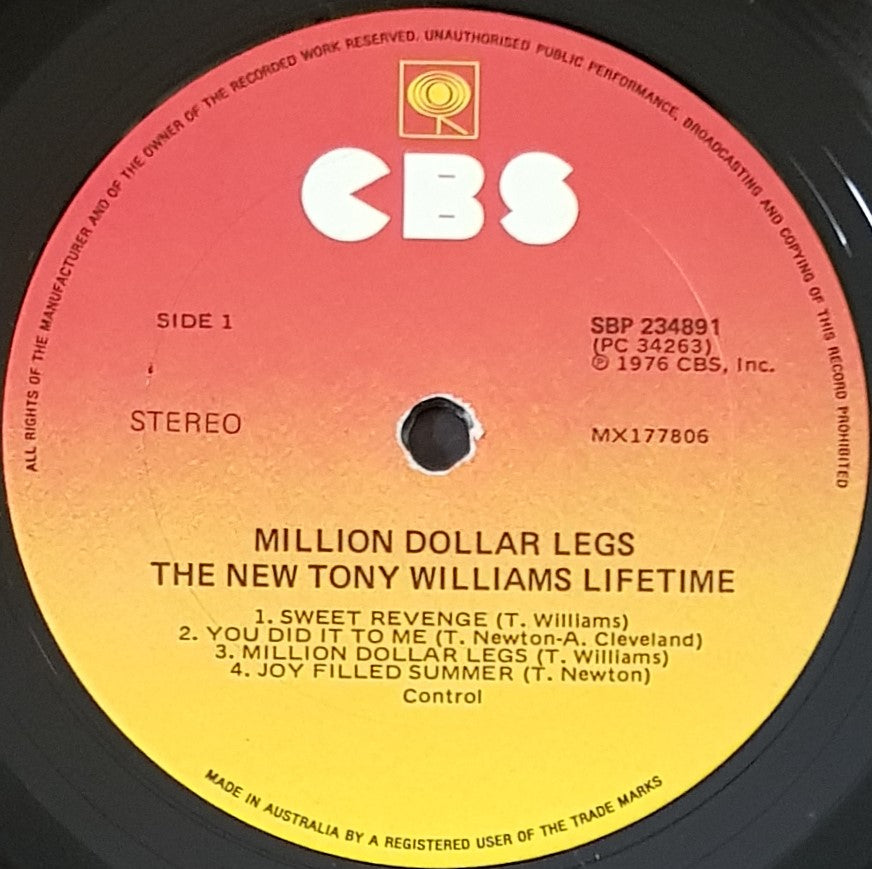 ALL RIGHTS OF THE MANUFACTURER AND OF THE OWNER OF THE RECORDED WORK RESERVED. UNAUTHORISED PUBLIC PERFORMANCE, BROADCASTING AND COPYING OF THIS RECORD PROHIBITED
CBS
SIDE 1
SBP 234891
(PC 34263)
℗ 1976 CBS, Inc.
STEREO
MX177806
MILLION DOLLAR LEGS
THE NEW TONY WILLIAMS LIFETIME
1. SWEET REVENGE (T. Williams)
2. YOU DID IT TO ME (T. Newton-A. Cleveland)
3. MILLION DOLLAR LEGS (T. Williams)
4. JOY FILLED SUMMER (T. Newton)
Control
MADE IN AUSTRALIA BY A REGISTERED USER OF THE TRADE MARKS